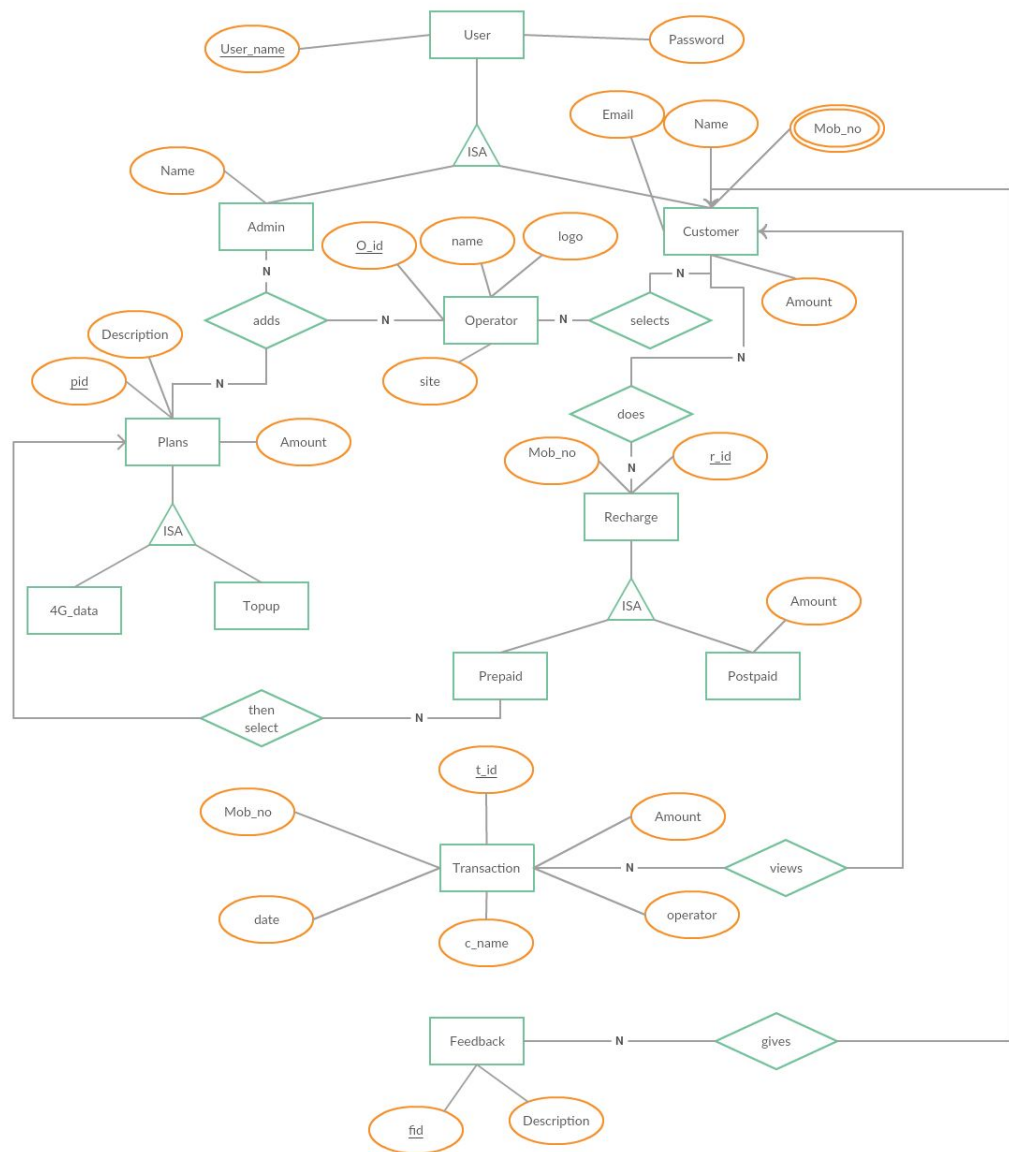 User
User_name
Password
Email
Name
Mob_no
ISA
Name
Admin
Customer
O_id
name
logo
N
N
Amount
adds
N
Operator
N
selects
Description
N
site
N
pid
does
Plans
Amount
Mob_no
r_id
N
Recharge
ISA
ISA
4G_data
Topup
Amount
Prepaid
Postpaid
then
select
N
t_id
Mob_no
Amount
Transaction
N
views
date
operator
c_name
Feedback
N
gives
fid
Description